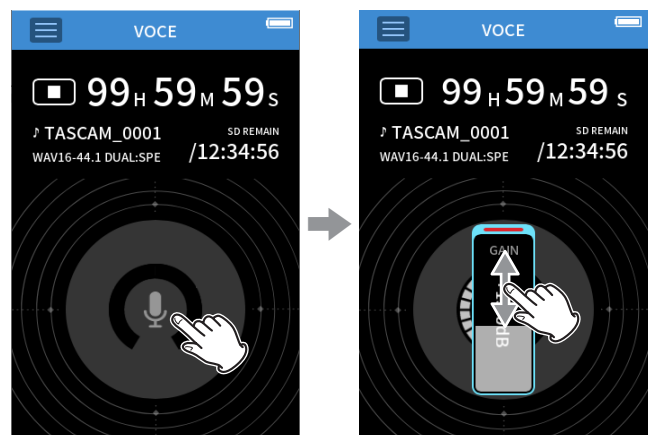 VOCE
99H59M59S
♪ TASCAM_0001
SD REMAIN
WAV16-44.1 DUAL:SPE
/12:34:56
VOCE
99H59M59S
♪ TASCAM_0001
SD REMAIN
WAV16-44.1 DUAL:SPE
/12:34:56
GAIN
dB